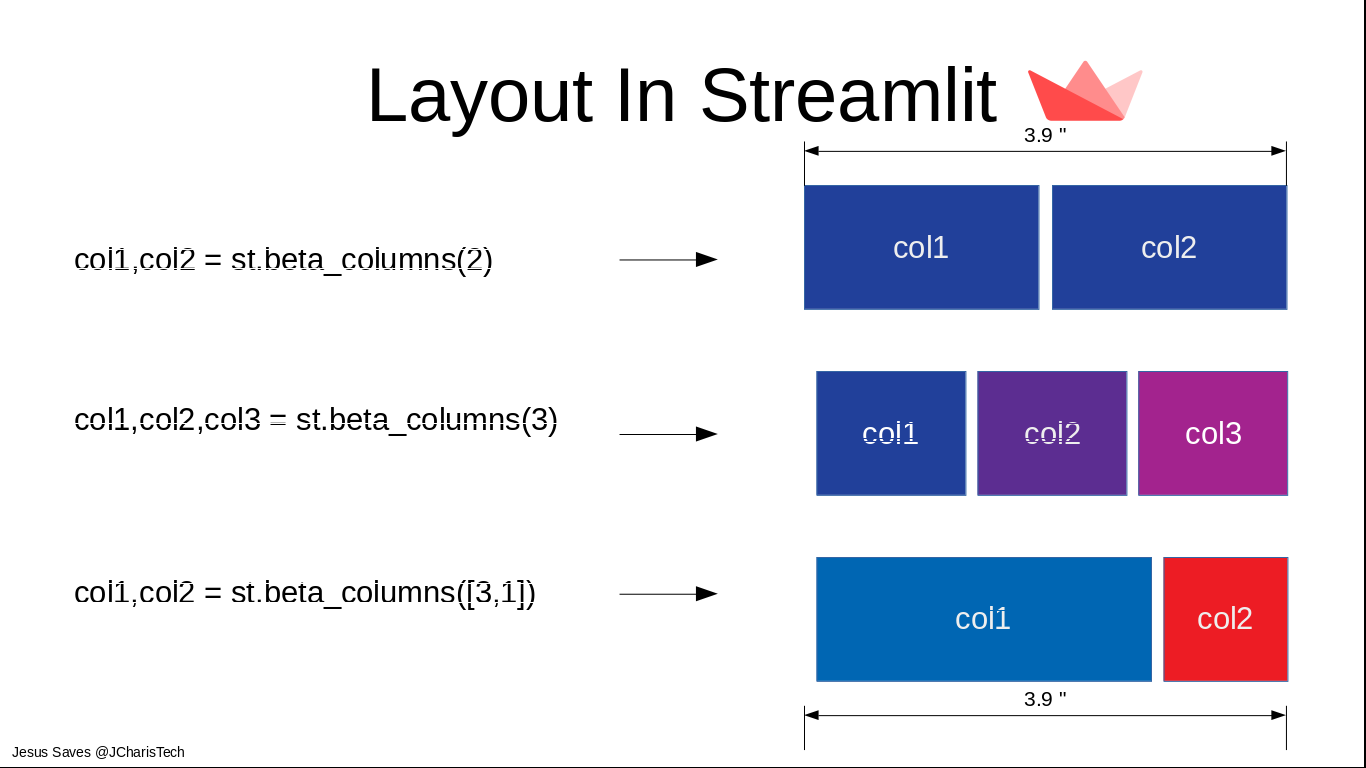 Layout In Streamlit
3.9 "
col1,col2 = st.beta_columns(2)
col1
col2
col1,col2,col3 = st.beta_columns(3)
col1
col2
col3
col1,col2 = st.beta_columns([3,1])
col1
col2
3.9 "
Jesus Saves @JCharisTech